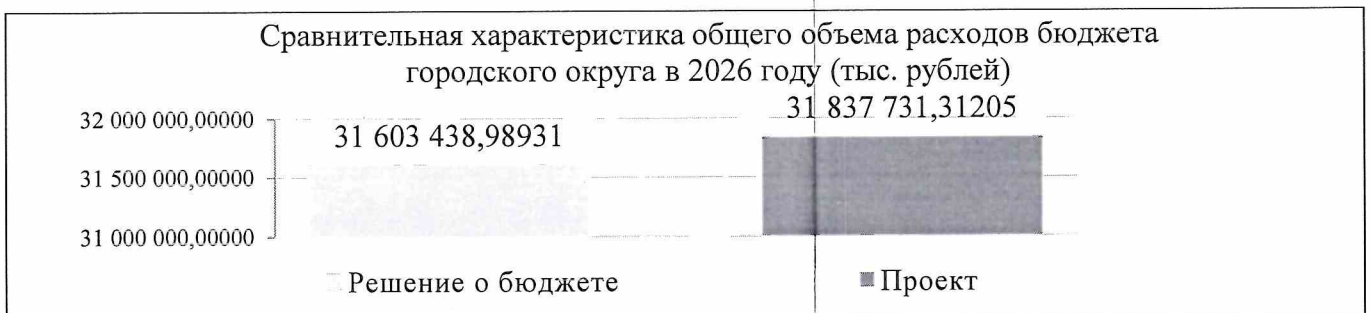 Сравнительная характеристика общего объема расходов бюджета
городского округа в 2026 году (тыс. рублей)
31 837 731,31205
32 000 000,00000
31 603 438,98931
31 500 000,00000
31 000 000,00000
Решение о бюджете
Проект